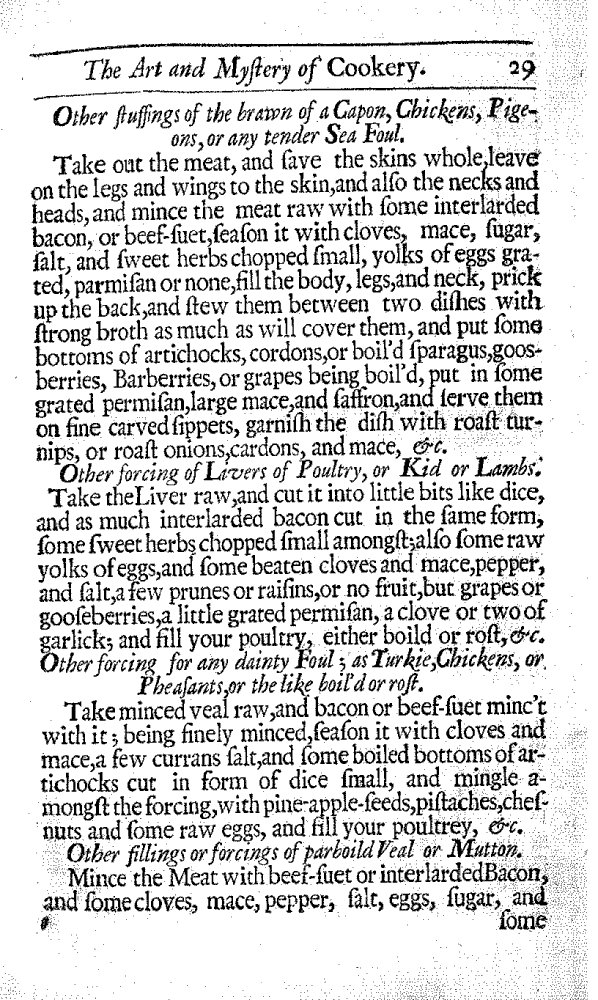 The Art and Myſtery of Cookery. 29
Other ſtuffings of the brawn of a Capon, Chickens, Pige-
ons, or any tender Sea Foul.
Take out the meat, and ſave the skins whole,leave
on the legs and wings to the skin,and alſo the necks and
heads, and mince the meat raw with ſome interlarded
bacon, or beef-ſuet,ſeaſon it with cloves, mace, ſugar,
ſalt, and ſweet herbs chopped ſmall, yolks of eggs gra-
ted, parmiſan or none,fill the body, legs,and neck, prick
up the back,and ſtew them between two diſhes with
ſtrong broth as much as will cover them, and put ſome
bottoms of artichocks, cordons,or boil'd ſparagus,goos-
berries, Barberries, or grapes being boil'd, put in ſome
grated permiſan,large mace,and ſaffron,and ſerve them
on fine carved ſippets, garniſh the diſh with roaſt tur-
nips, or roaſt onions,cardons, and mace, &c.
Other forcing of Livers of Poultry, or Kid or Lambs.
Take theLiver raw,and cut it into little bits like dice,
and as much interlarded bacon cut in the ſame form,
ſome ſweet herbs chopped ſmall amongſt;alſo ſome raw
yolks of eggs,and ſome beaten cloves and mace,pepper,
and ſalt,a few prunes or raiſins,or no fruit,but grapes or
gooſeberries,a little grated permiſan, a clove or two of
garlick; and fill your poultry, either boild or roſt, &c.
Other forcing for any dainty Foul ; as Turkie,Chickens, or
Pheaſants,or the like boil'd or roſt.
Take minced veal raw,and bacon or beef-ſuet minc't
with it ; being finely minced,ſeaſon it with cloves and
mace,a few currans ſalt,and ſome boiled bottoms of ar-
tichocks cut in form of dice ſmall, and mingle a-
mongſt the forcing,with pine-apple-ſeeds,piſtaches,cheſ-
nuts and ſome raw eggs, and fill your poultrey, &c.
Other fillings or forcings of parboild Veal or Mutton.
Mince the Meat with beef-ſuet or interlardedBacon,
and ſome cloves, mace, pepper, ſalt, eggs, ſugar, and
ſome